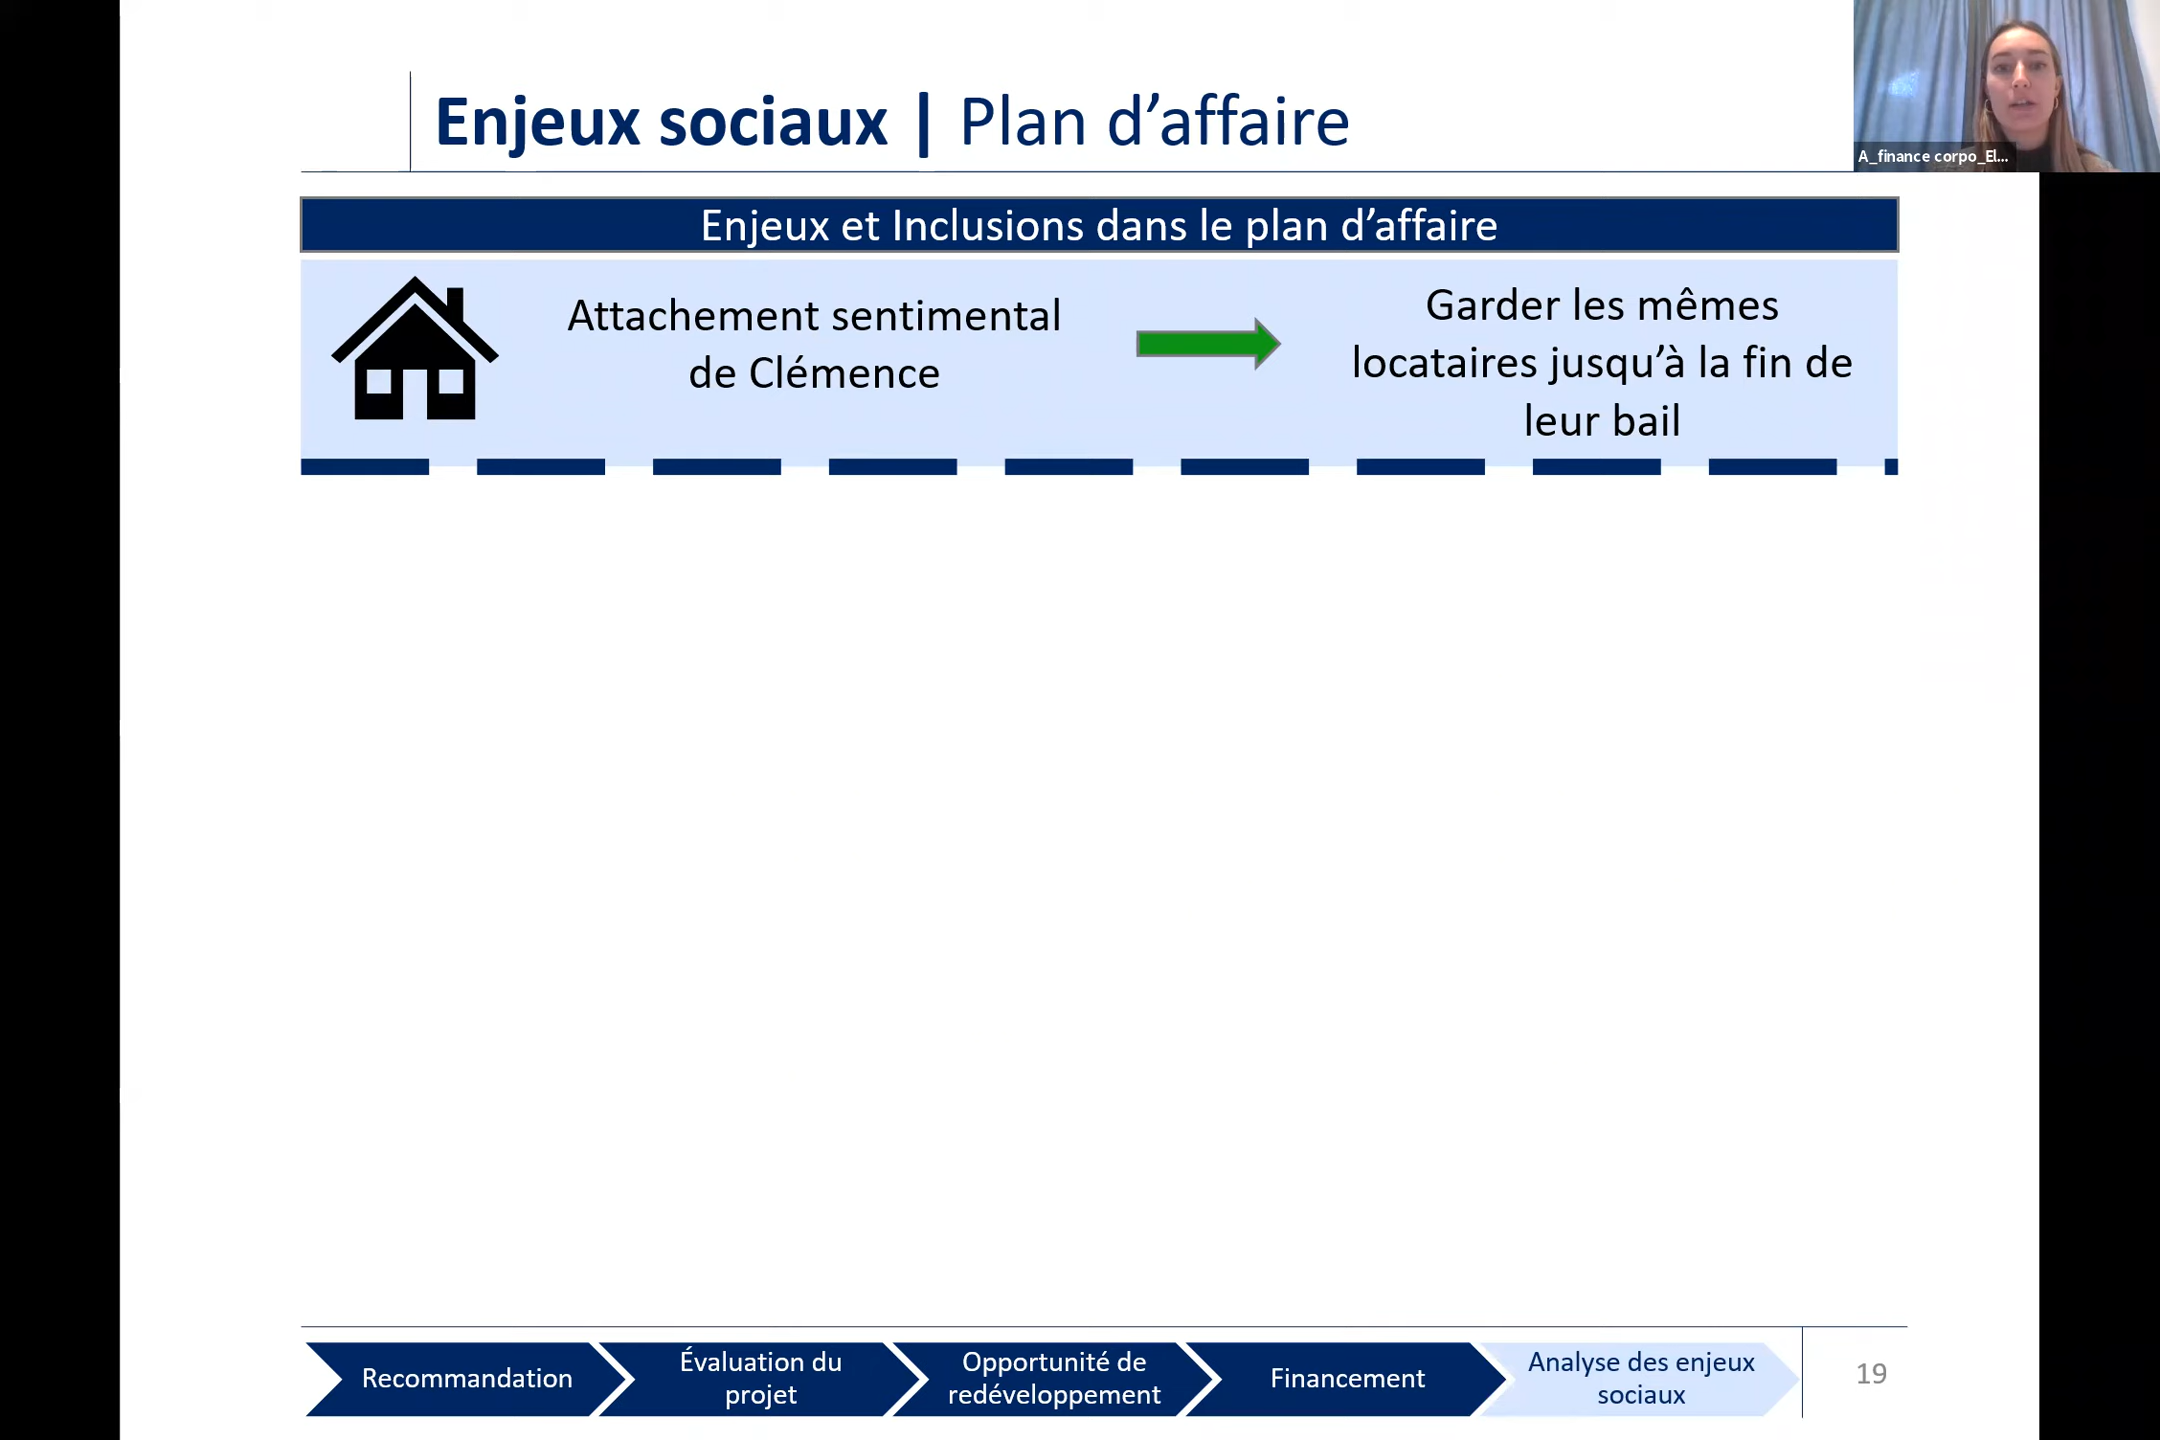 Enjeux sociaux | Plan d’affaire
A_finance corpo_El...
Enjeux et Inclusions dans le plan d’affaire
Attachement sentimental
de Clémence
Garder les mêmes
locataires jusqu’à la fin de
leur bail
Recommandation
Évaluation du
projet
Opportunité de
redéveloppement
Financement
Analyse des enjeux
sociaux
19